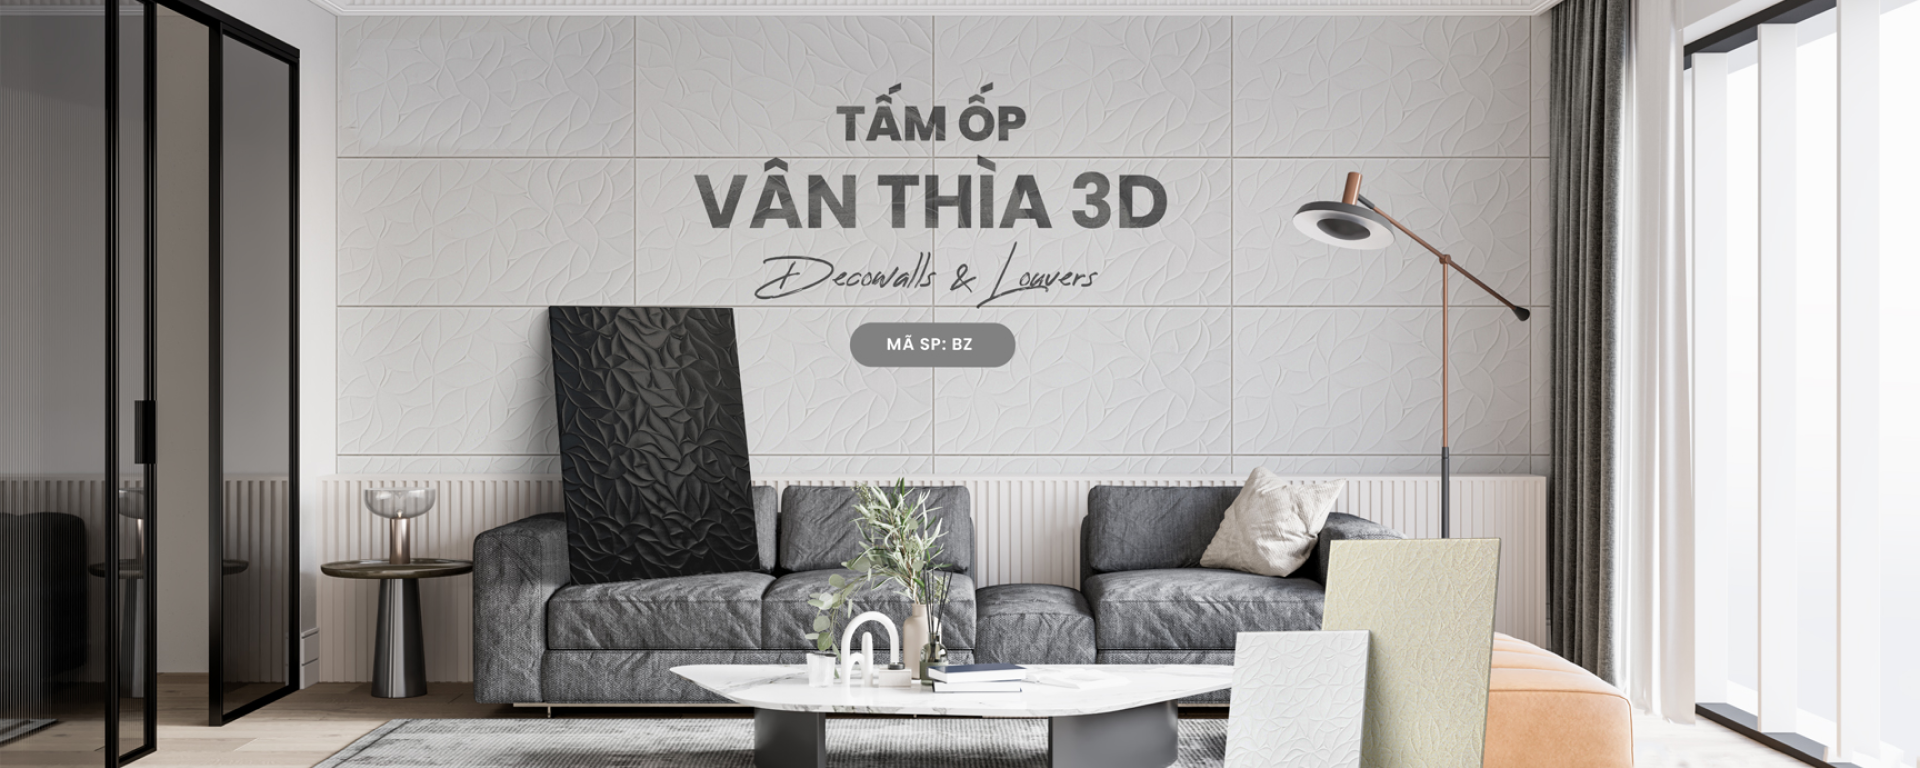 TẤM ỐP
VÂN THÌA 3D
Decowalls & Louvers
MÃ SP: BZ